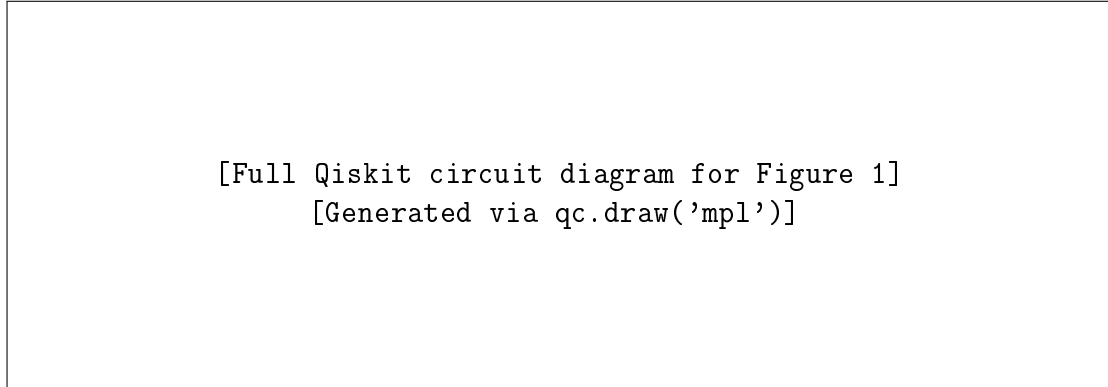 [Full Qiskit circuit diagram for Figure 1]
[Generated via qc.draw('mpl')]